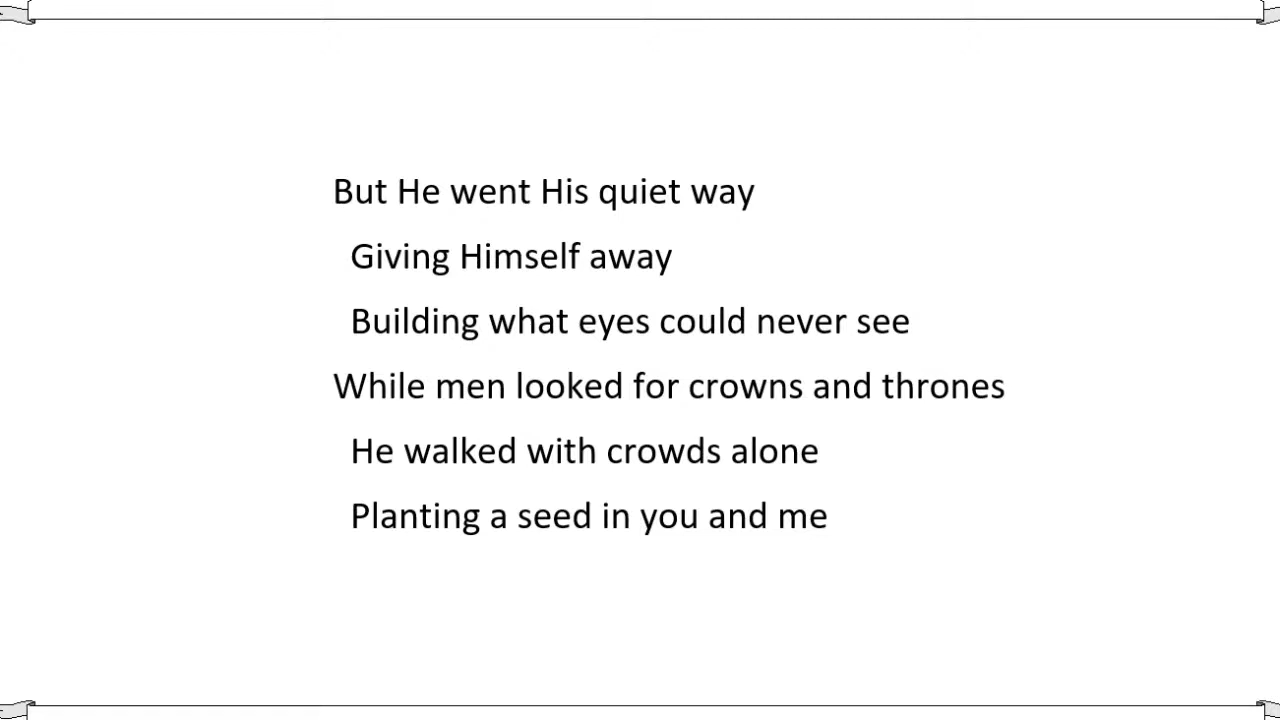 But He went His quiet way
Giving Himself away
Building what eyes could never see
While men looked for crowns and thrones
He walked with crowds alone
Planting a seed in you and me